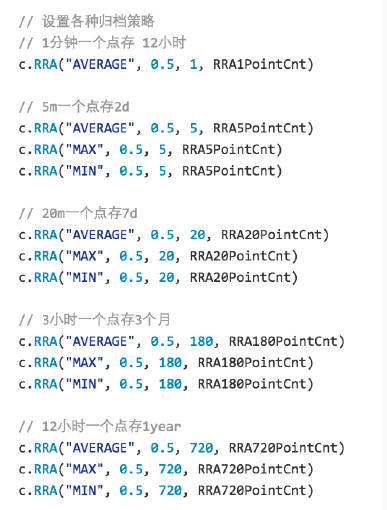 // 设置各种归档策略
// 1分钟一个点存 12小时
c.RRA("AVERAGE", 0.5, 1, RRA1PointCnt)
// 5m一个点存2d
c.RRA("AVERAGE", 0.5, 5, RRA5PointCnt)
c.RRA("MAX", 0.5, 5, RRA5PointCnt)
c.RRA("MIN", 0.5, 5, RRA5PointCnt)
// 20m一个点存7d
c.RRA("AVERAGE", 0.5, 20, RRA20PointCnt)
c.RRA("MAX", 0.5, 20, RRA20PointCnt)
c.RRA("MIN", 0.5, 20, RRA20PointCnt)
// 3小时一个点存3个月
c.RRA("AVERAGE", 0.5, 180, RRA180PointCnt)
c.RRA("MAX", 0.5, 180, RRA180PointCnt)
c.RRA("MIN", 0.5, 180, RRA180PointCnt)
// 12小时一个点存1year
c.RRA("AVERAGE", 0.5, 720, RRA720PointCnt)
c.RRA("MAX", 0.5, 720, RRA720PointCnt)
c.RRA("MIN", 0.5, 720, RRA720PointCnt)